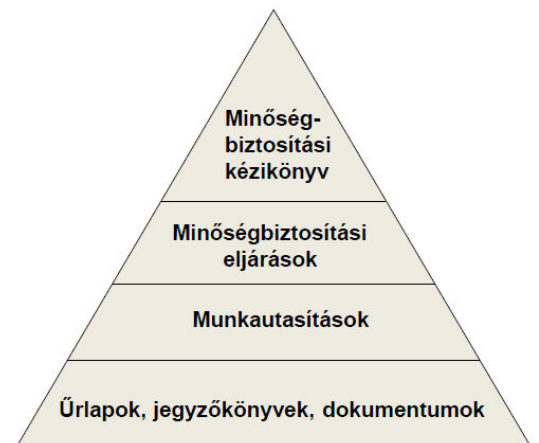 Minőség-
biztosítási
kézikönyv
Minőségbiztosítási
eljárások
Munkautasítások
Űrlapok, jegyzőkönyvek, dokumentumok